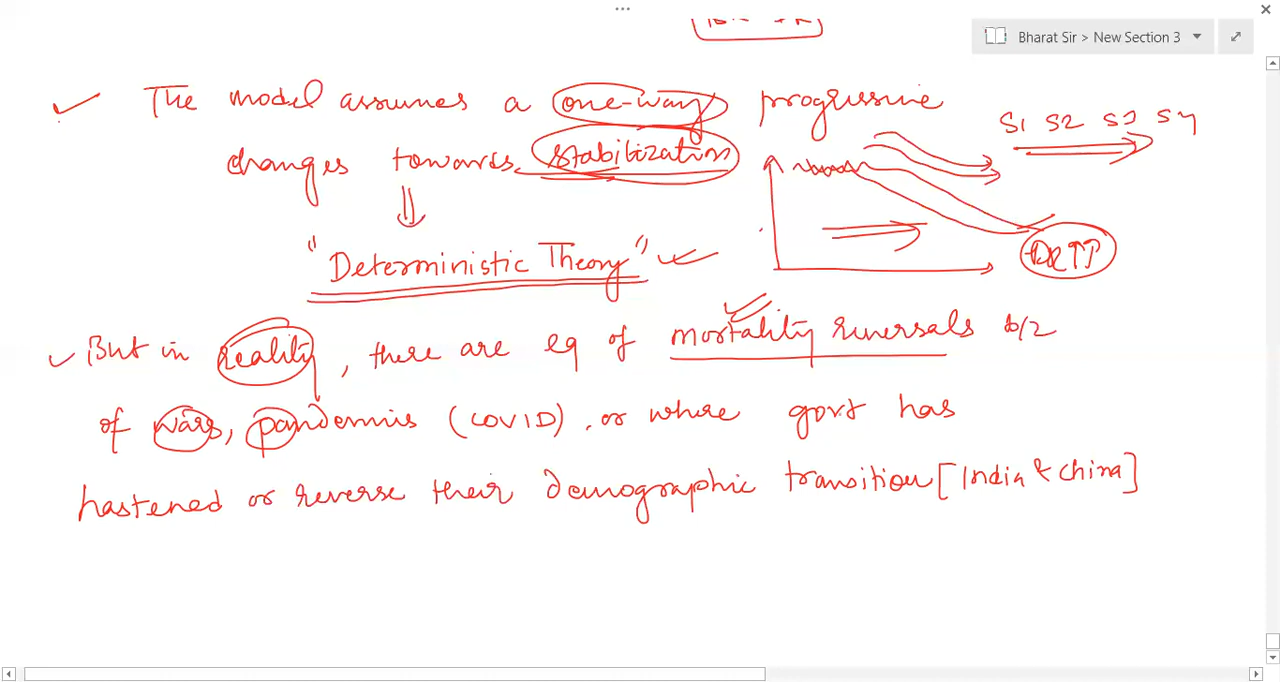 Bharat Sir > New Section 3
The model assumes a one-way progressive
S1 S2 S3 S4
changes towards stabilization
"Deterministic Theory"
DR↑↑
But in reality, there are eg of mortality reversals b/z
of wars, pandemis (COVID), or where govt has
hastened or reverse their demographic transition [India & China]